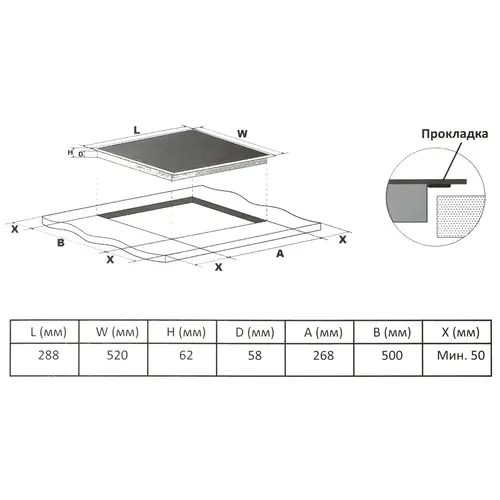 L
W
H
D
Прокладка
X
B
X
X
A
X
L (мм) W (мм) H (мм) D (мм) A (мм) B (мм) X (мм)
288 520 62 58 268 500 Мин. 50